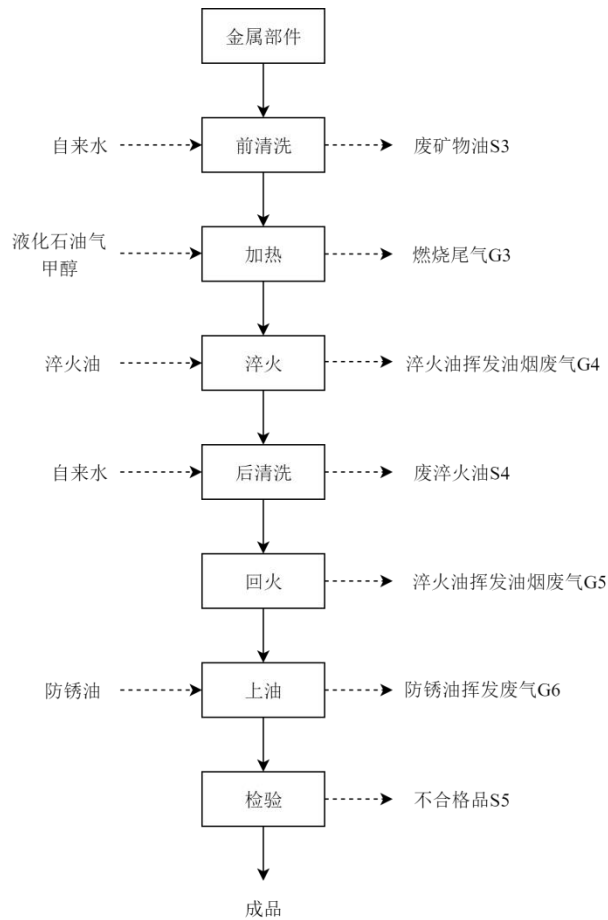 金属部件
自来水
前清洗
废矿物油S3
液化石油气
甲醇
加热
燃烧尾气G3
淬火油
淬火
淬火油挥发油烟废气G4
自来水
后清洗
废淬火油S4
回火
淬火油挥发油烟废气G5
防锈油
上油
防锈油挥发废气G6
检验
不合格品S5
成品